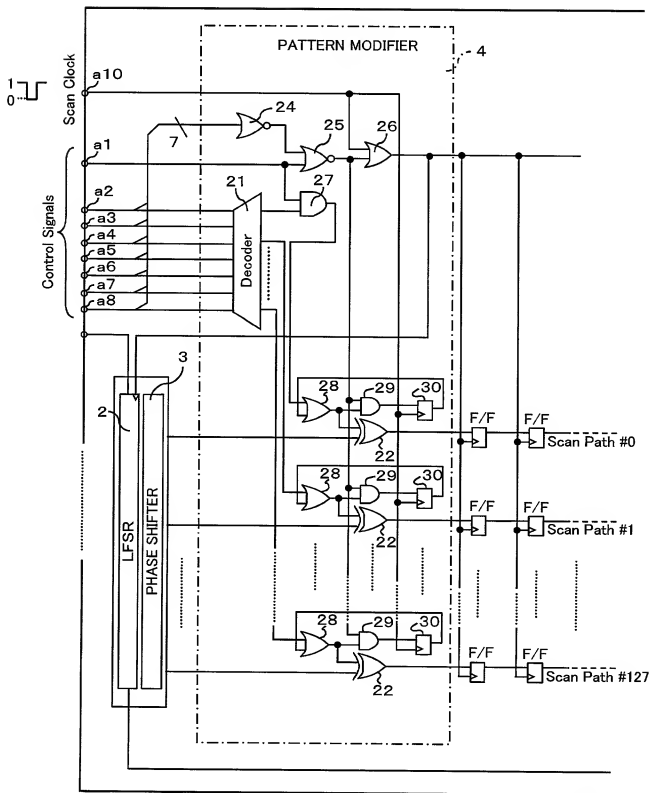 PATTERN MODIFIER
4
1
0
Scan Clock
a10
7
24
25
26
a1
27
21
Control Signals
a2
a3
a4
a5
a6
a7
a8
Decoder
3
2
LFSR
PHASE SHIFTER
28
29
30
22
F/F
F/F
Scan Path #0
28
29
30
22
F/F
F/F
Scan Path #1
28
29
30
22
F/F
F/F
Scan Path #127